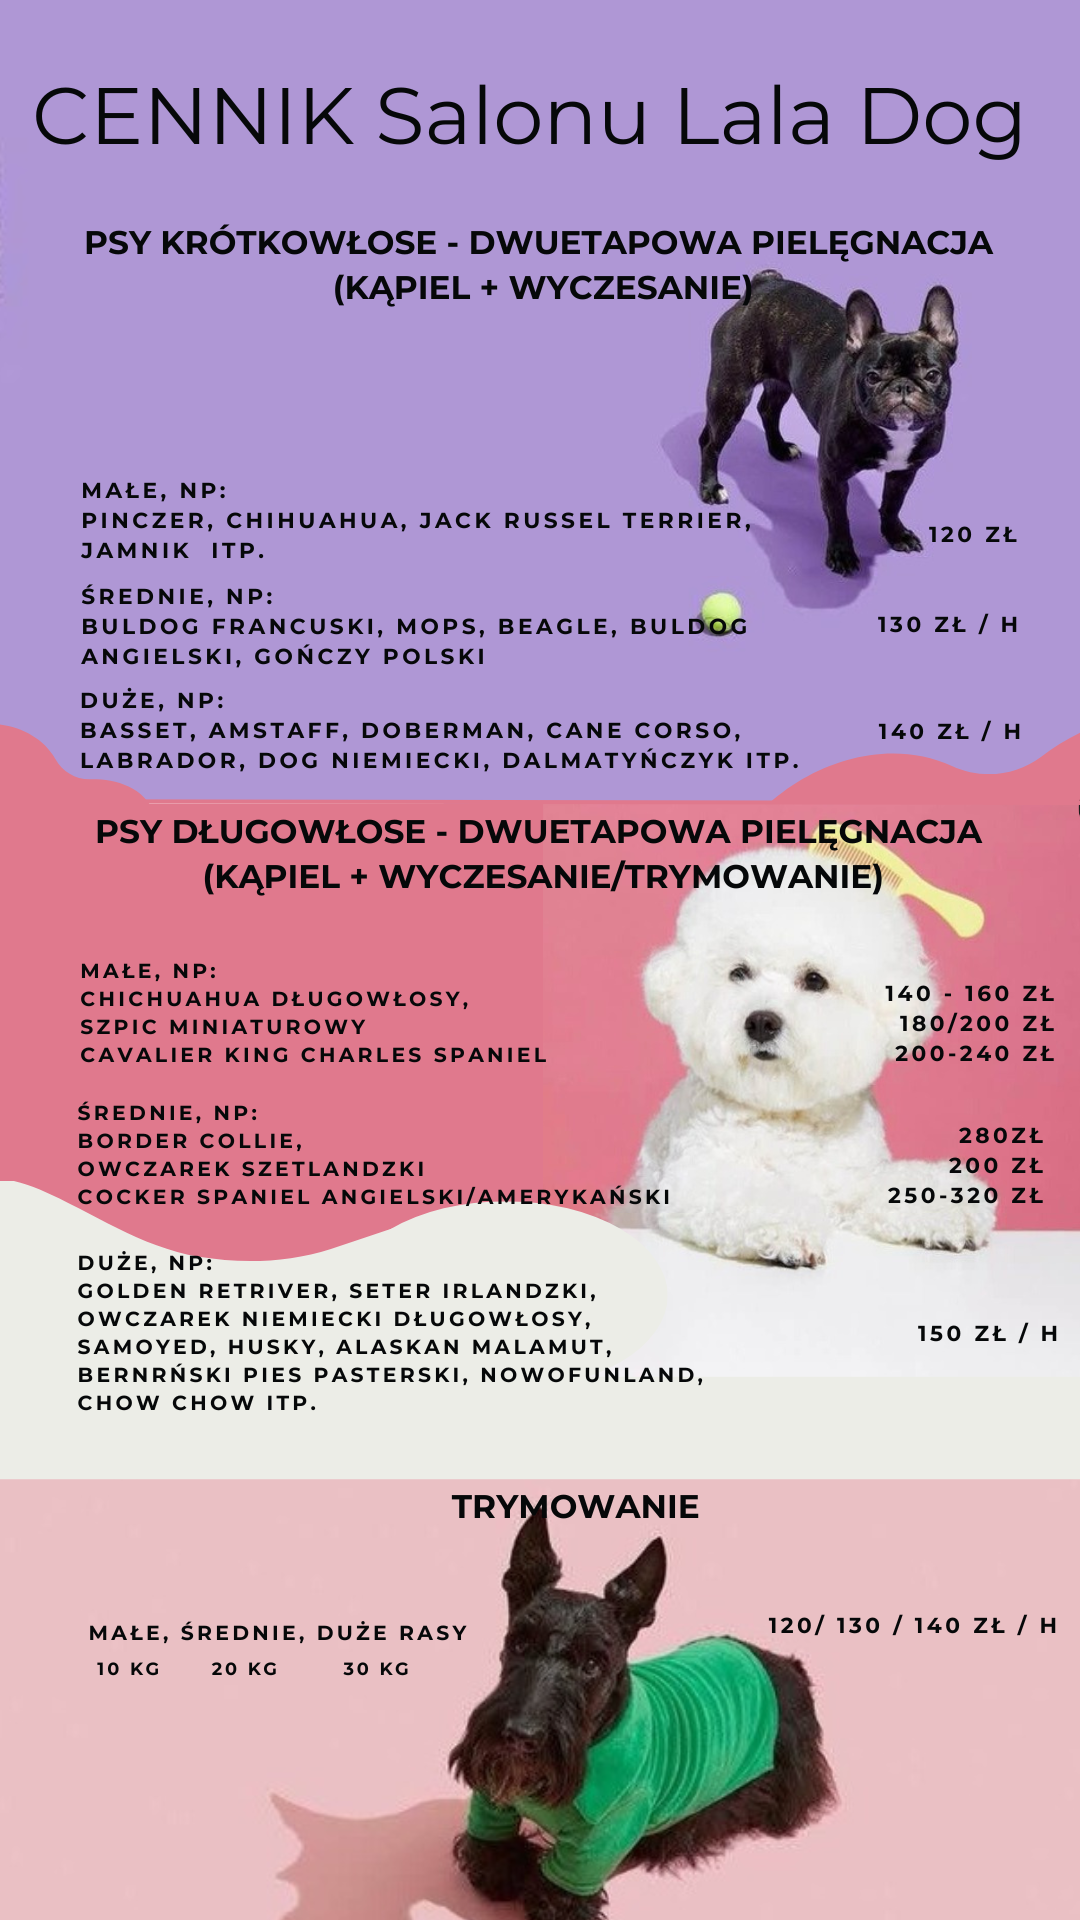 CENNIK Salonu Lala Dog
PSY KRÓTKOWŁOSE - DWUETAPOWA PIELĘGNACJA
(KĄPIEL + WYCZESANIE)
MAŁE, NP:
PINCZER, CHIHUAHUA, JACK RUSSEL TERRIER,
JAMNIK ITP.
120 ZŁ
ŚREDNIE, NP:
BULDOG FRANCUSKI, MOPS, BEAGLE, BULDOG
ANGIELSKI, GOŃCZY POLSKI
130 ZŁ / H
DUŻE, NP:
BASSET, AMSTAFF, DOBERMAN, CANE CORSO,
LABRADOR, DOG NIEMIECKI, DALMATYŃCZYK ITP.
140 ZŁ / H
PSY DŁUGOWŁOSE - DWUETAPOWA PIELĘGNACJA
(KĄPIEL + WYCZESANIE/TRYMOWANIE)
MAŁE, NP:
CHICHUAHUA DŁUGOWŁOSY,
SZPIC MINIATUROWY
CAVALIER KING CHARLES SPANIEL
140 - 160 ZŁ
180/200 ZŁ
200-240 ZŁ
ŚREDNIE, NP:
BORDER COLLIE,
OWCZAREK SZETLANDZKI
COCKER SPANIEL ANGIELSKI/AMERYKAŃSKI
280ZŁ
200 ZŁ
250-320 ZŁ
DUŻE, NP:
GOLDEN RETRIVER, SETER IRLANDZKI,
OWCZAREK NIEMIECKI DŁUGOWŁOSY,
SAMOYED, HUSKY, ALASKAN MALAMUT,
BERNRŃSKI PIES PASTERSKI, NOWOFUNLAND,
CHOW CHOW ITP.
150 ZŁ / H
TRYMOWANIE
MAŁE, ŚREDNIE, DUŻE RASY
10 KG 20 KG 30 KG
120/ 130 / 140 ZŁ / H